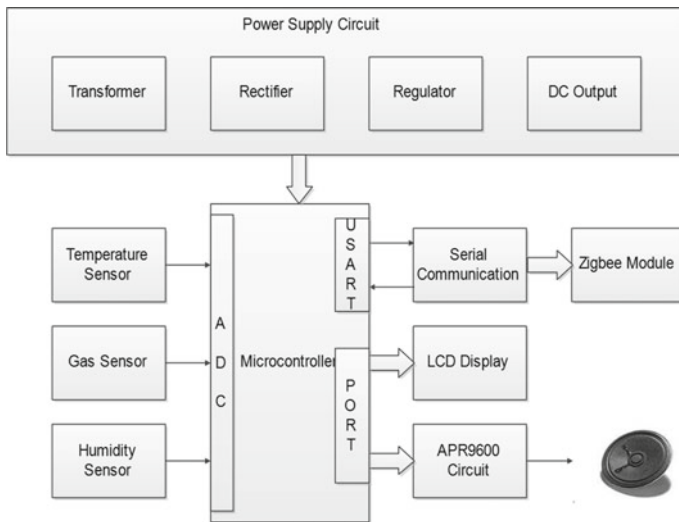 Power Supply Circuit
Transformer
Rectifier
Regulator
DC Output
Temperature
Sensor
Gas Sensor
Humidity
Sensor
A
D
C
Microcontroller
U
S
A
R
T
P
O
R
T
Serial
Communication
Zigbee Module
LCD Display
APR9600
Circuit